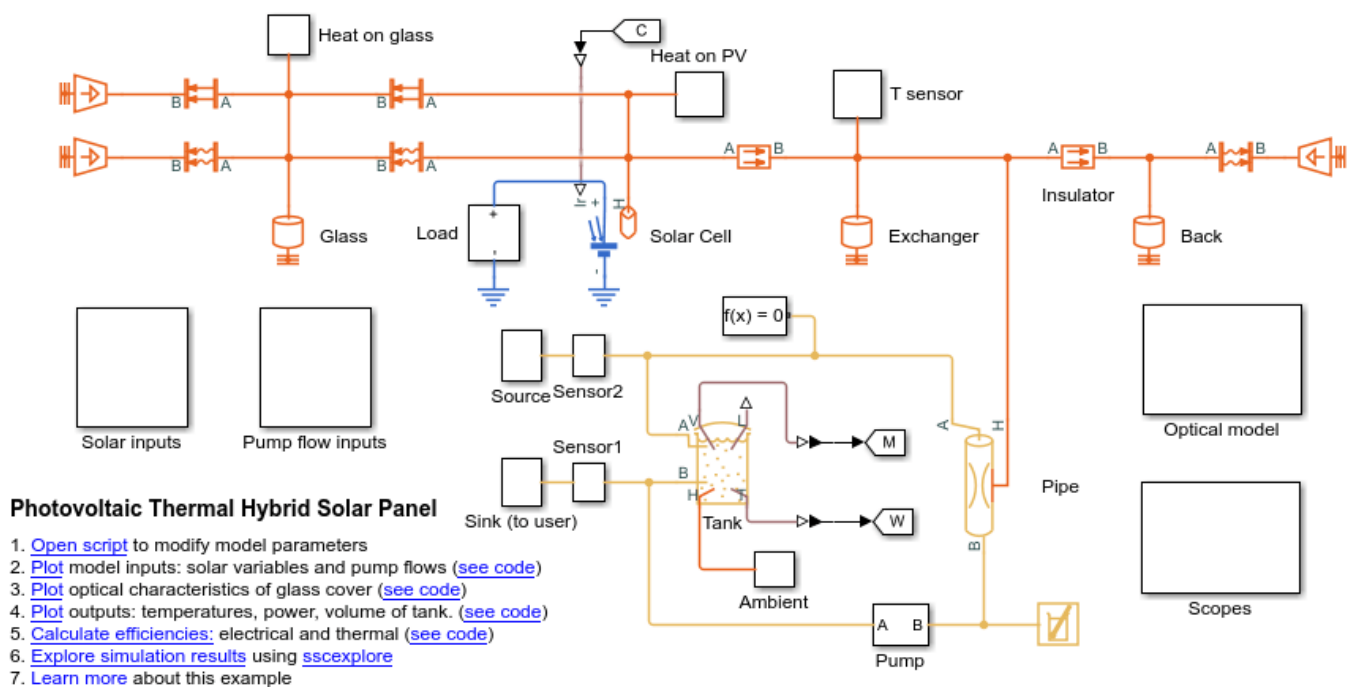 Heat on glass
C
Heat on PV
T sensor
B A
B A
B A
B A
A B
A B
A B
Insulator
Ir
+
-
H
Load
+
-
Glass
Solar Cell
Exchanger
Back
f(x) = 0
Source
Sensor2
Solar inputs
Pump flow inputs
Optical model
A
V
L
A
H
M
Sensor1
B
H
T
Sink (to user)
Tank
W
Pipe
B
Ambient
Scopes
A B
Pump
Photovoltaic Thermal Hybrid Solar Panel
1. Open script to modify model parameters
2. Plot model inputs: solar variables and pump flows (see code)
3. Plot optical characteristics of glass cover (see code)
4. Plot outputs: temperatures, power, volume of tank. (see code)
5. Calculate efficiencies: electrical and thermal (see code)
6. Explore simulation results using sscexplore
7. Learn more about this example